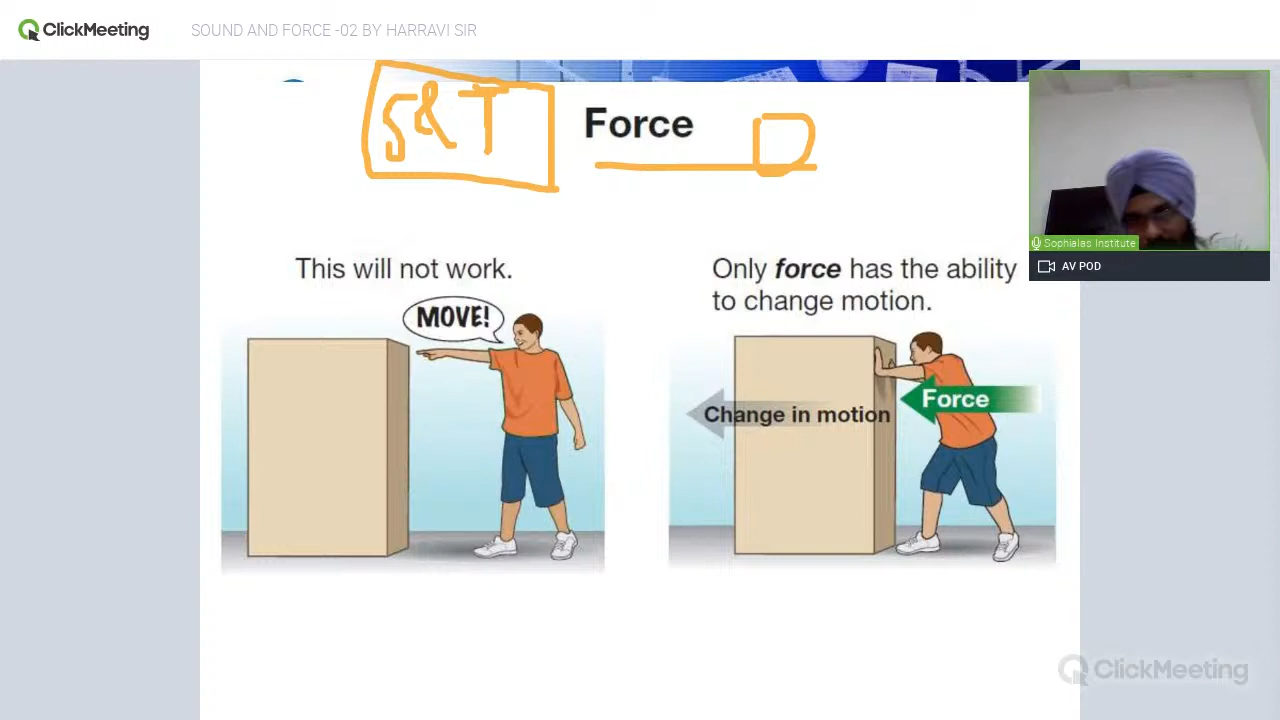 ClickMeeting
SOUND AND FORCE -02 BY HARRAVI SIR
S&T
Force
Sophiaias Institute
AV POD
This will not work.
MOVE!
Only force has the ability
to change motion.
Force
Change in motion
ClickMeeting